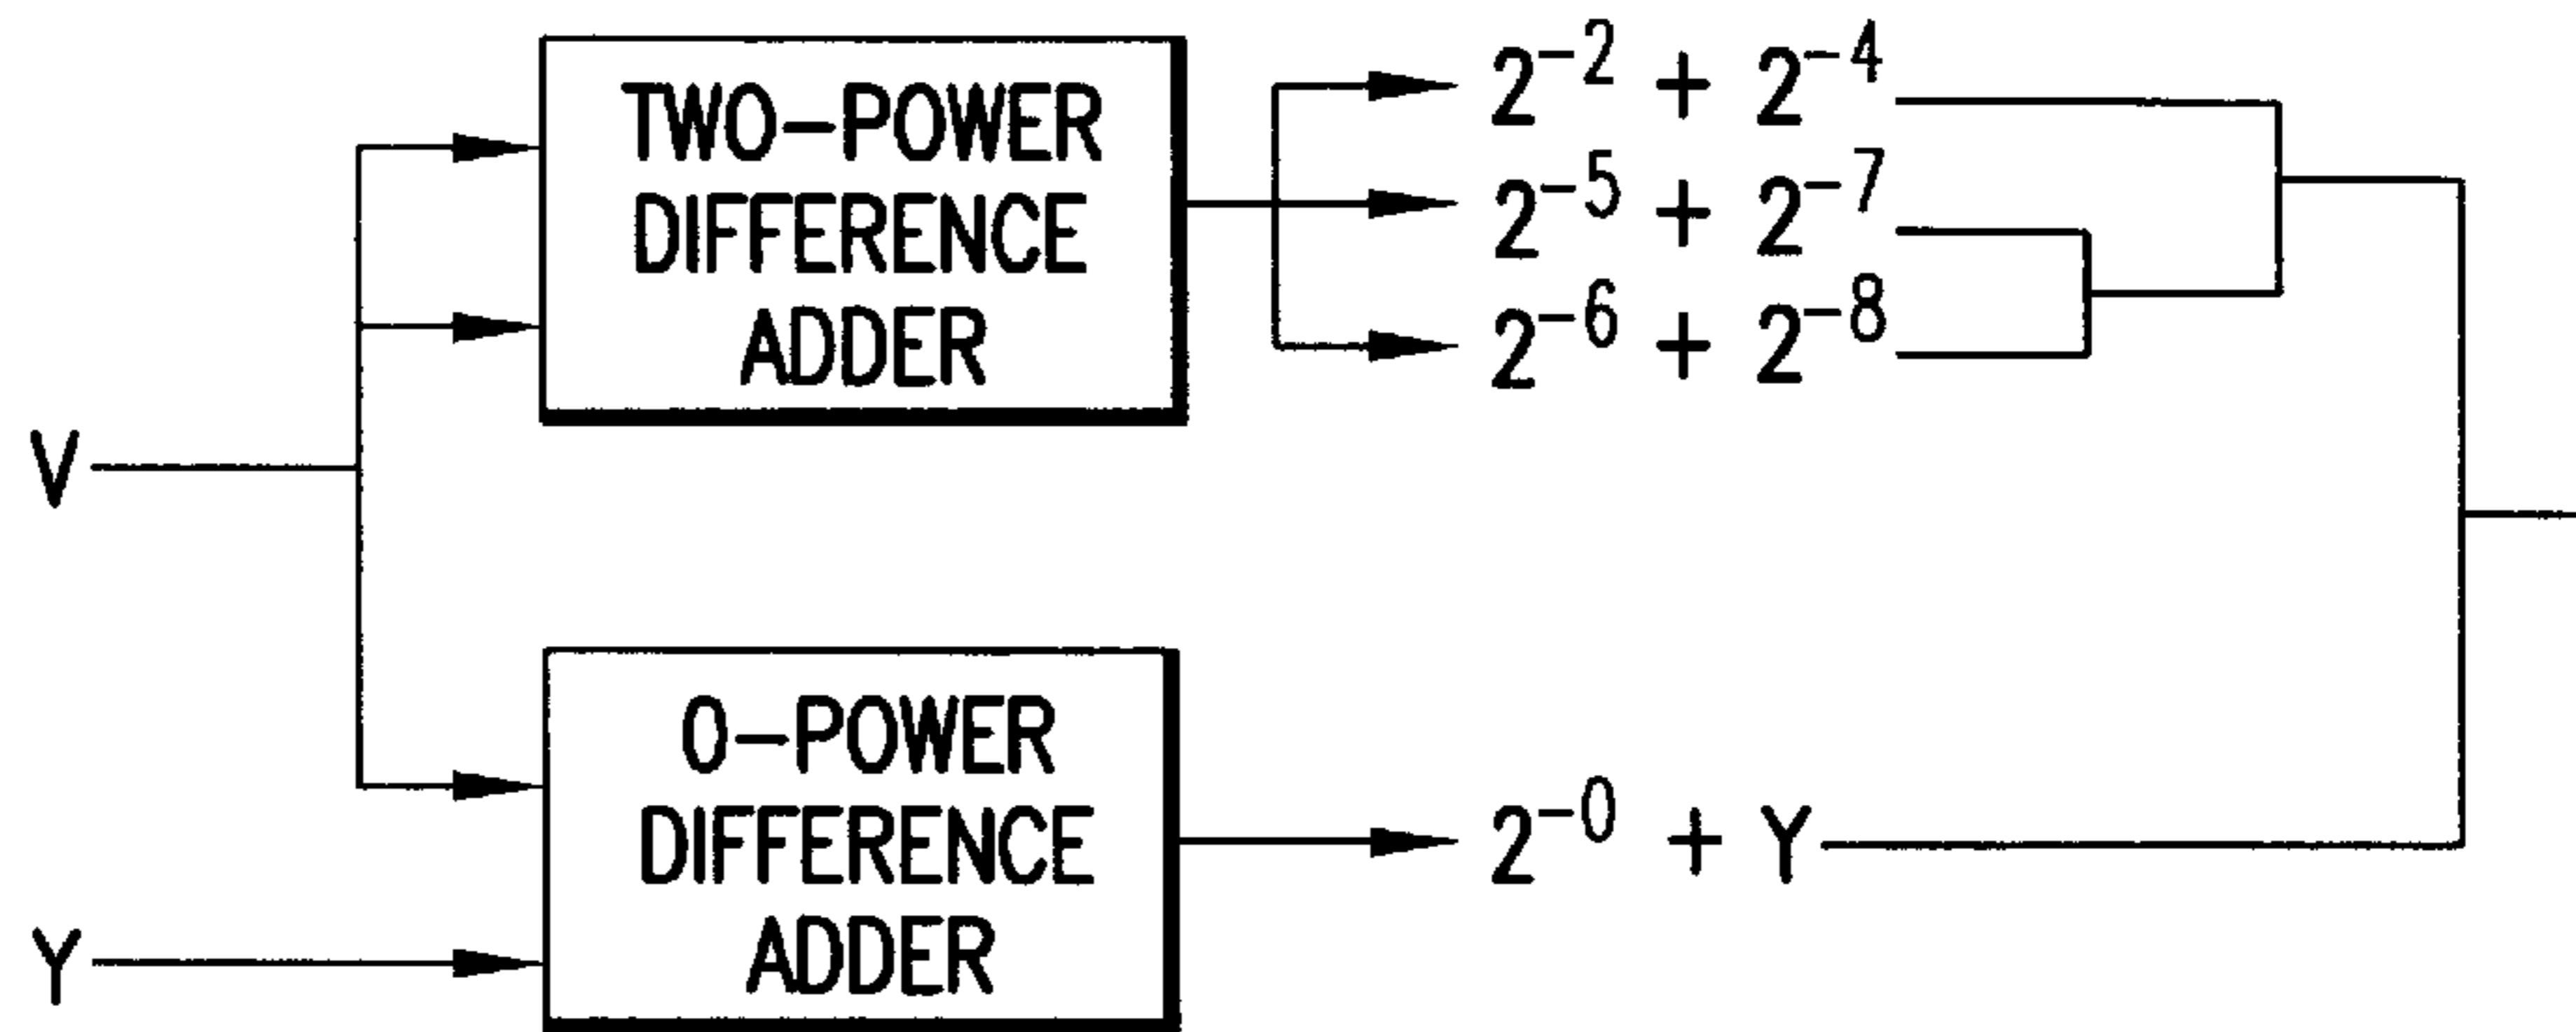 TWO-POWER
DIFFERENCE
ADDER
2⁻² + 2⁻⁴
2⁻⁵ + 2⁻⁷
2⁻⁶ + 2⁻⁸
V
0-POWER
DIFFERENCE
ADDER
2⁻⁰ + Y
Y